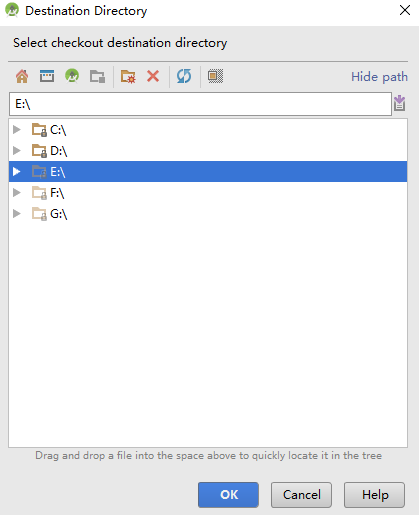 Destination Directory
Select checkout destination directory
Hide path
E:\
C:\
D:\
E:\
F:\
G:\
Drag and drop a file into the space above to quickly locate it in the tree
OK
Cancel
Help